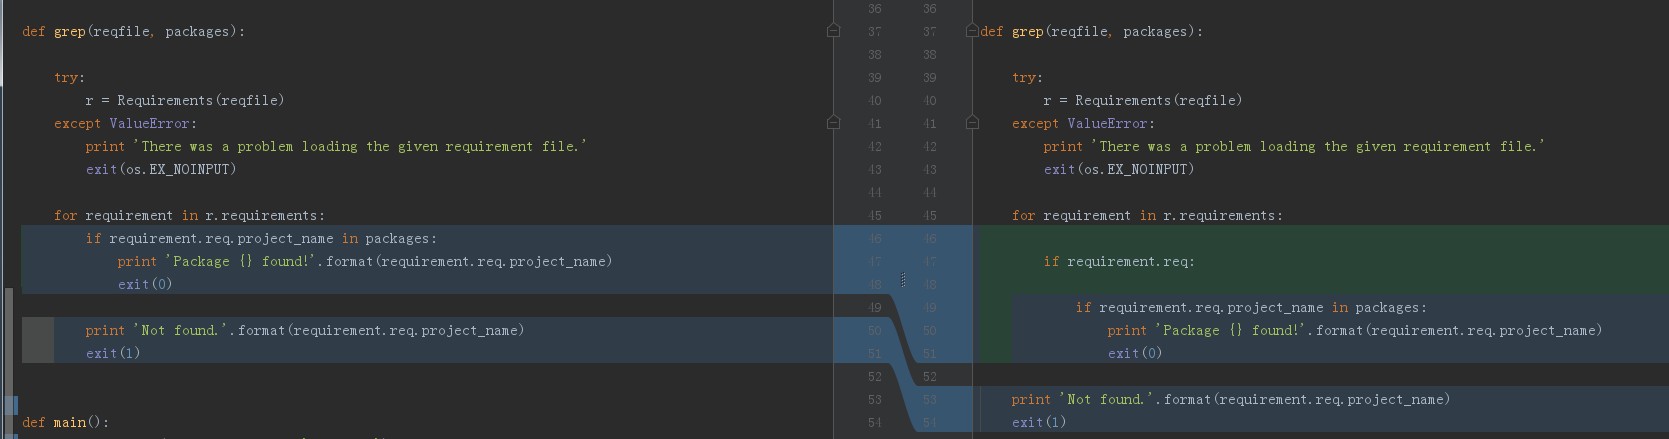 def grep(reqfile, packages):
    try:
        r = Requirements(reqfile)
    except ValueError:
        print 'There was a problem loading the given requirement file.'
        exit(os.EX_NOINPUT)
    for requirement in r.requirements:
        if requirement.req.project_name in packages:
            print 'Package {} found!'.format(requirement.req.project_name)
            exit(0)
        print 'Not found.'.format(requirement.req.project_name)
        exit(1)
def main():
36 36
37 37
38 38
39 39
40 40
41 41
42 42
43 43
44 44
45 45
46 46
47 47
48 48
49 49
50 50
51 51
52 52
53 53
54 54
def grep(reqfile, packages):
    try:
        r = Requirements(reqfile)
    except ValueError:
        print 'There was a problem loading the given requirement file.'
        exit(os.EX_NOINPUT)
    for requirement in r.requirements:
        if requirement.req:
            if requirement.req.project_name in packages:
                print 'Package {} found!'.format(requirement.req.project_name)
                exit(0)
    print 'Not found.'.format(requirement.req.project_name)
    exit(1)